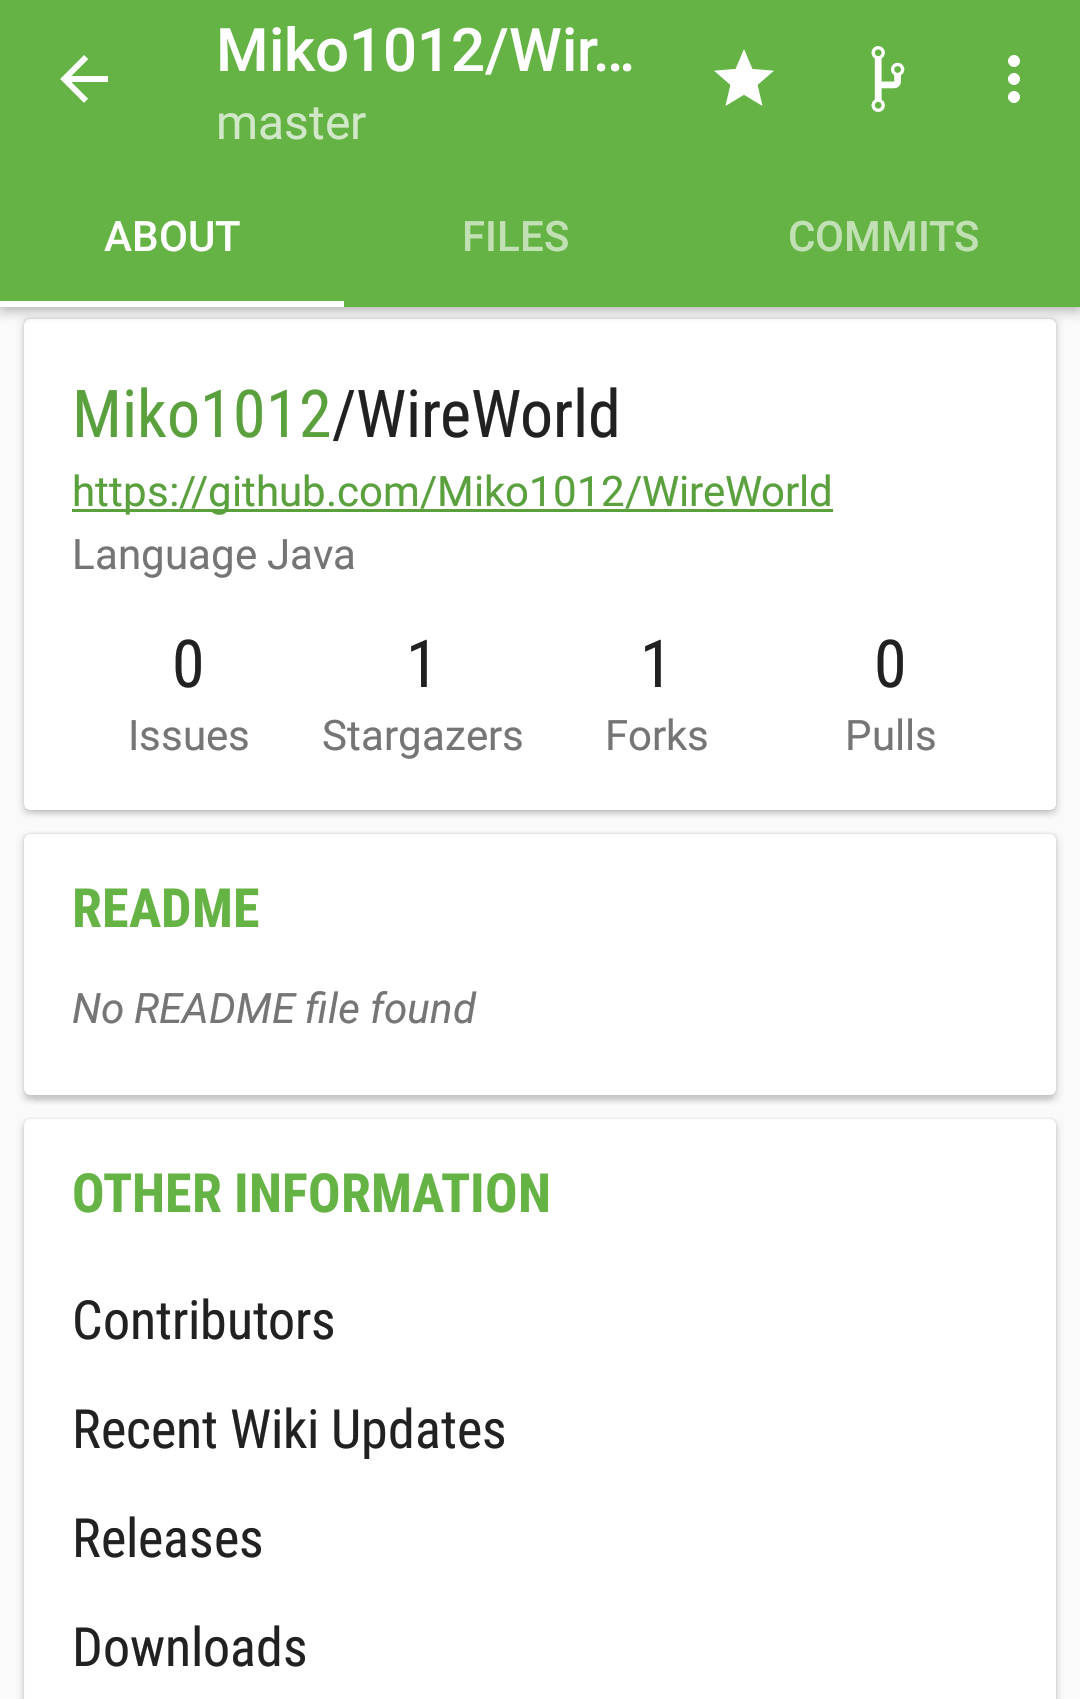 Miko1012/Wir...
master
ABOUT FILES COMMITS
Miko1012/WireWorld
https://github.com/Miko1012/WireWorld
Language Java
0 1 1 0
Issues Stargazers Forks Pulls
README
No README file found
OTHER INFORMATION
Contributors
Recent Wiki Updates
Releases
Downloads